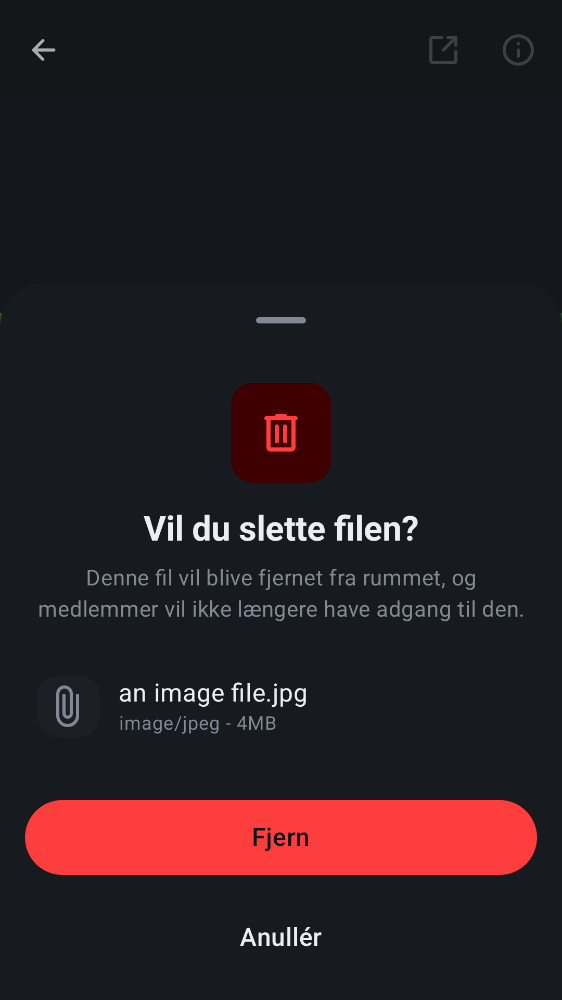 Vil du slette filen?
Denne fil vil blive fjernet fra rummet, og
medlemmer vil ikke længere have adgang til den.
an image file.jpg
image/jpeg - 4MB
Fjern
Anullér